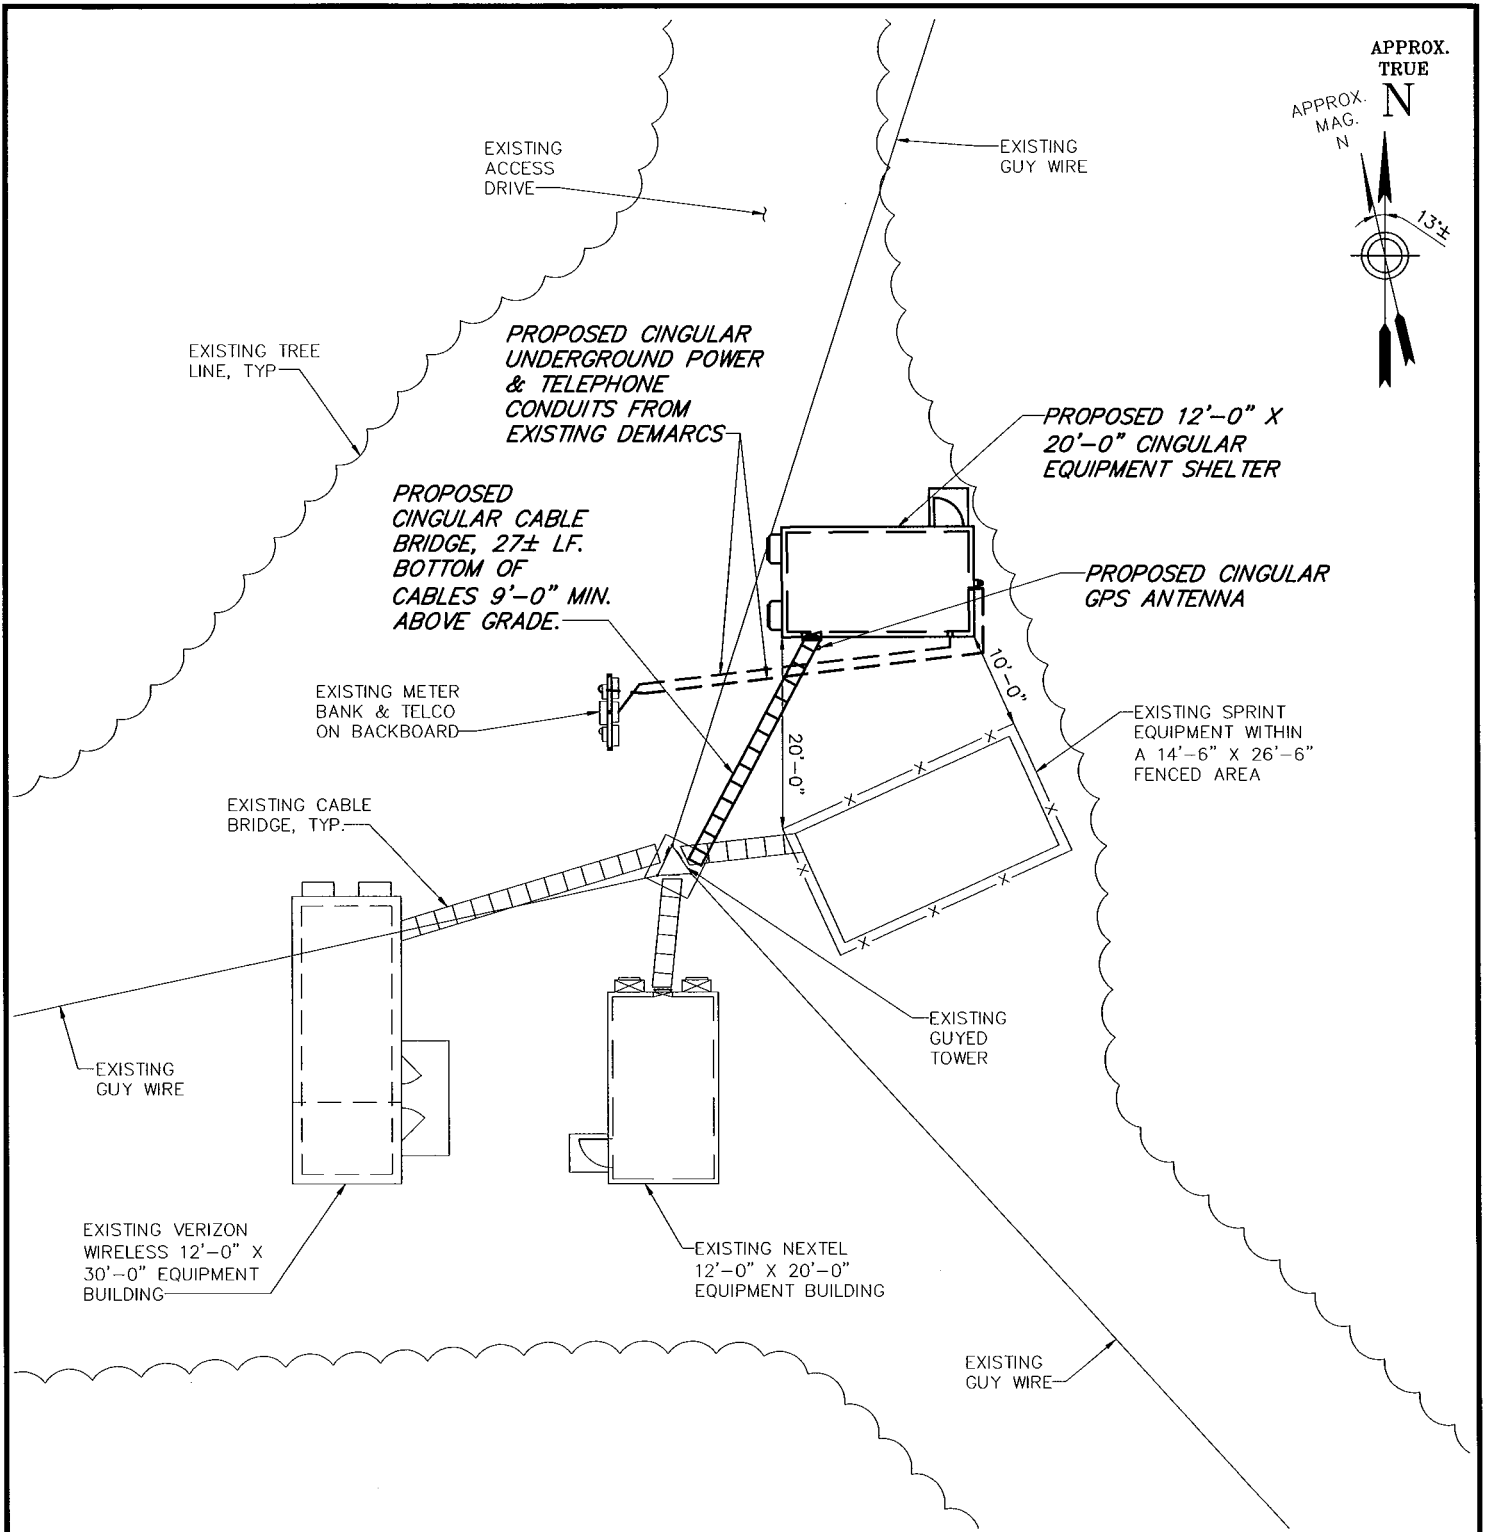 APPROX.
TRUE
N
APPROX.
MAG.
N
13°±
EXISTING
ACCESS
DRIVE
EXISTING
GUY WIRE
EXISTING TREE
LINE, TYP
PROPOSED CINGULAR
UNDERGROUND POWER
& TELEPHONE
CONDUITS FROM
EXISTING DEMARCS
PROPOSED 12'-0" X
20'-0" CINGULAR
EQUIPMENT SHELTER
PROPOSED
CINGULAR CABLE
BRIDGE, 27± LF.
BOTTOM OF
CABLES 9'-0" MIN.
ABOVE GRADE.
PROPOSED CINGULAR
GPS ANTENNA
10'-0"
EXISTING METER
BANK & TELCO
ON BACKBOARD
20'-0"
EXISTING SPRINT
EQUIPMENT WITHIN
A 14'-6" X 26'-6"
FENCED AREA
X
X
X
X
X
X
X
X
EXISTING CABLE
BRIDGE, TYP.
EXISTING
GUYED
TOWER
EXISTING
GUY WIRE
EXISTING VERIZON
WIRELESS 12'-0" X
30'-0" EQUIPMENT
BUILDING
EXISTING NEXTEL
12'-0" X 20'-0"
EQUIPMENT BUILDING
EXISTING
GUY WIRE